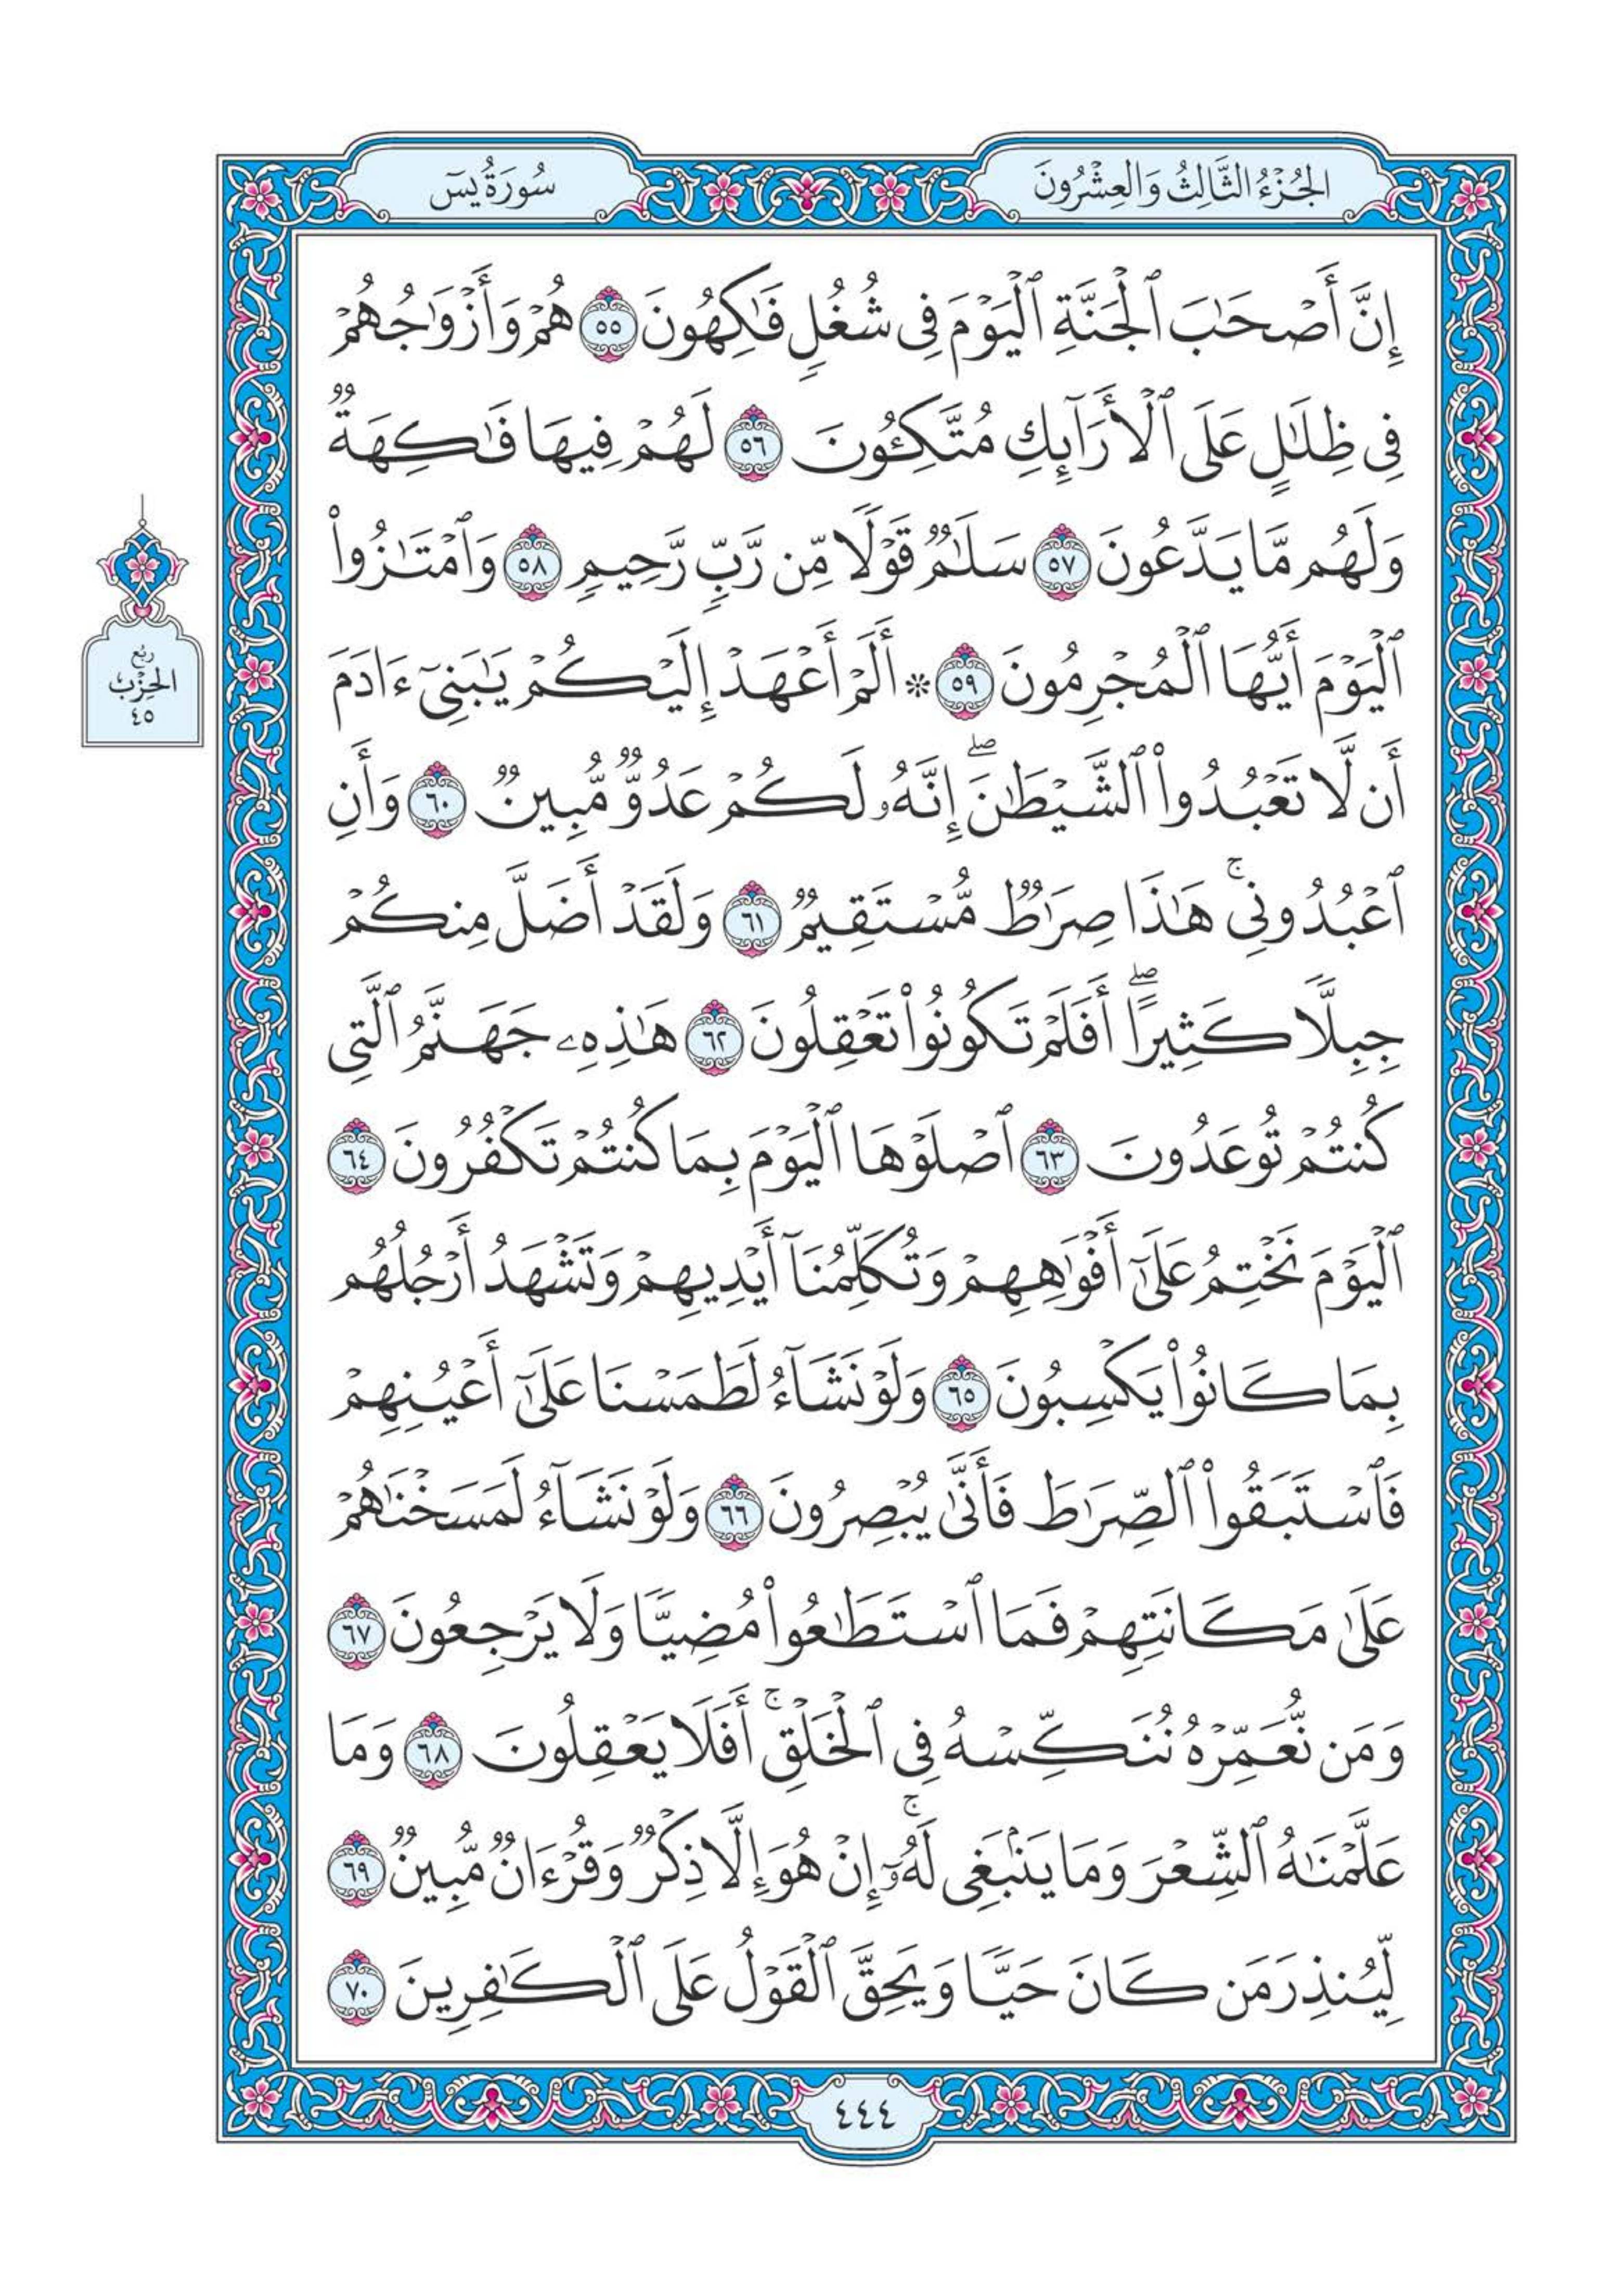 الجُزْءُ الثَّالِثُ وَالعِشْرُونَ
سُورَةُ يسٓ
إِنَّ أَصْحَٰبَ ٱلْجَنَّةِ ٱلْيَوْمَ فِى شُغُلٍ فَٰكِهُونَ ٥٥ هُمْ وَأَزْوَٰجُهُمْ
فِى ظِلَٰلٍ عَلَى ٱلْأَرَآئِكِ مُتَّكِـُٔونَ ٥٦ لَهُمْ فِيهَا فَٰكِهَةٌ
وَلَهُم مَّا يَدَّعُونَ ٥٧ سَلَٰمٌ قَوْلًا مِّن رَّبٍّ رَّحِيمٍ ٥٨ وَٱمْتَٰزُوا۟
ٱلْيَوْمَ أَيُّهَا ٱلْمُجْرِمُونَ ٥٩ * أَلَمْ أَعْهَدْ إِلَيْكُمْ يَٰبَنِىٓ ءَادَمَ
أَن لَّا تَعْبُدُوا۟ ٱلشَّيْطَٰنَ ۖ إِنَّهُۥ لَكُمْ عَدُوٌّ مُّبِينٌ ٦٠ وَأَنِ
ٱعْبُدُونِى ۚ هَٰذَا صِرَٰطٌ مُّسْتَقِيمٌ ٦١ وَلَقَدْ أَضَلَّ مِنكُمْ
جِبِلًّا كَثِيرًا ۖ أَفَلَمْ تَكُونُوا۟ تَعْقِلُونَ ٦٢ هَٰذِهِۦ جَهَنَّمُ ٱلَّتِى
كُنتُمْ تُوعَدُونَ ٦٣ ٱصْلَوْهَا ٱلْيَوْمَ بِمَا كُنتُمْ تَكْفُرُونَ ٦٤
ٱلْيَوْمَ نَخْتِمُ عَلَىٰٓ أَفْوَٰهِهِمْ وَتُكَلِّمُنَآ أَيْدِيهِمْ وَتَشْهَدُ أَرْجُلُهُم
بِمَا كَانُوا۟ يَكْسِبُونَ ٦٥ وَلَوْ نَشَآءُ لَطَمَسْنَا عَلَىٰٓ أَعْيُنِهِمْ
فَٱسْتَبَقُوا۟ ٱلصِّرَٰطَ فَأَنَّىٰ يُبْصِرُونَ ٦٦ وَلَوْ نَشَآءُ لَمَسَخْنَٰهُمْ
عَلَىٰ مَكَانَتِهِمْ فَمَا ٱسْتَطَٰعُوا۟ مُضِيًّا وَلَا يَرْجِعُونَ ٦٧
وَمَن نُّعَمِّرْهُ نُنَكِّسْهُ فِى ٱلْخَلْقِ ۚ أَفَلَا يَعْقِلُونَ ٦٨ وَمَا
عَلَّمْنَٰهُ ٱلشِّعْرَ وَمَا يَنۢبَغِى لَهُۥٓ ۚ إِنْ هُوَ إِلَّا ذِكْرٌ وَقُرْءَانٌ مُّبِينٌ ٦٩
لِّيُنذِرَ مَن كَانَ حَيًّا وَيَحِقَّ ٱلْقَوْلُ عَلَى ٱلْكَٰفِرِينَ ٧٠
رُبْعُ
الحِزْبِ
٤٥
٤٤٤